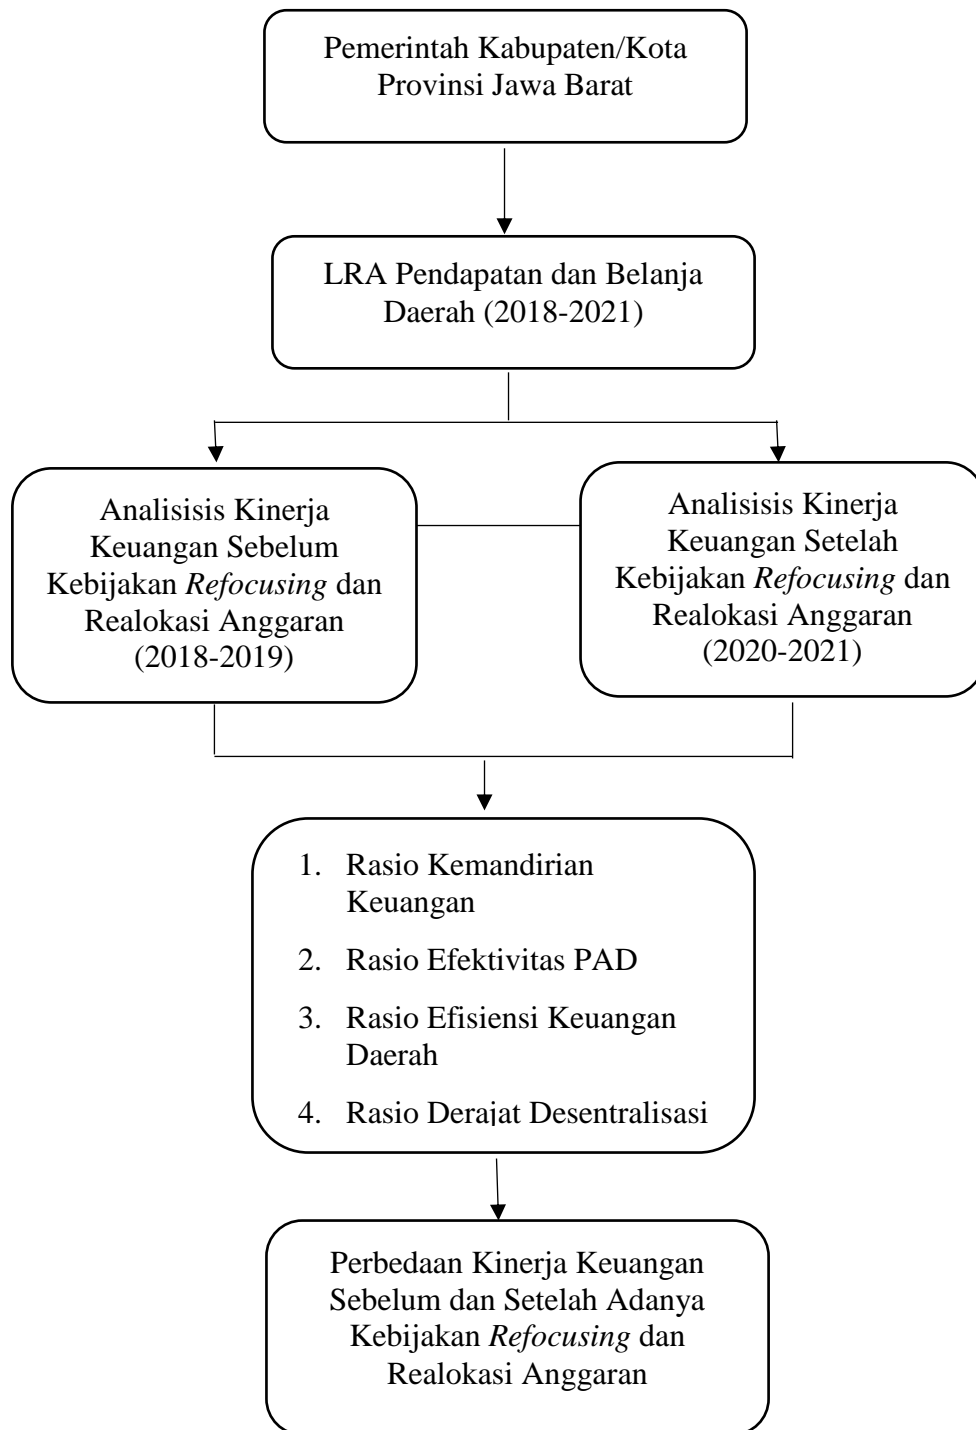 Pemerintah Kabupaten/Kota
Provinsi Jawa Barat
LRA Pendapatan dan Belanja
Daerah (2018-2021)
Analisisis Kinerja
Keuangan Sebelum
Kebijakan Refocusing dan
Realokasi Anggaran
(2018-2019)
Analisisis Kinerja
Keuangan Setelah
Kebijakan Refocusing dan
Realokasi Anggaran
(2020-2021)
1. Rasio Kemandirian
Keuangan
2. Rasio Efektivitas PAD
3. Rasio Efisiensi Keuangan
Daerah
4. Rasio Derajat Desentralisasi
Perbedaan Kinerja Keuangan
Sebelum dan Setelah Adanya
Kebijakan Refocusing dan
Realokasi Anggaran